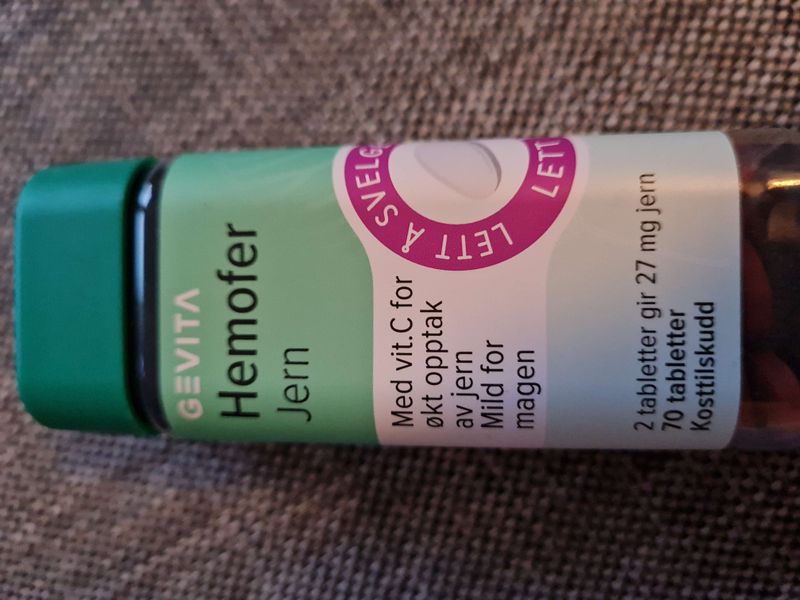 GEVITA
Hemofer
Jern
LETT Å SVELGE
LETT
Med vit.C for
økt opptak
av jern
Mild for
magen
2 tabletter gir 27 mg jern
70 tabletter
Kosttilskudd